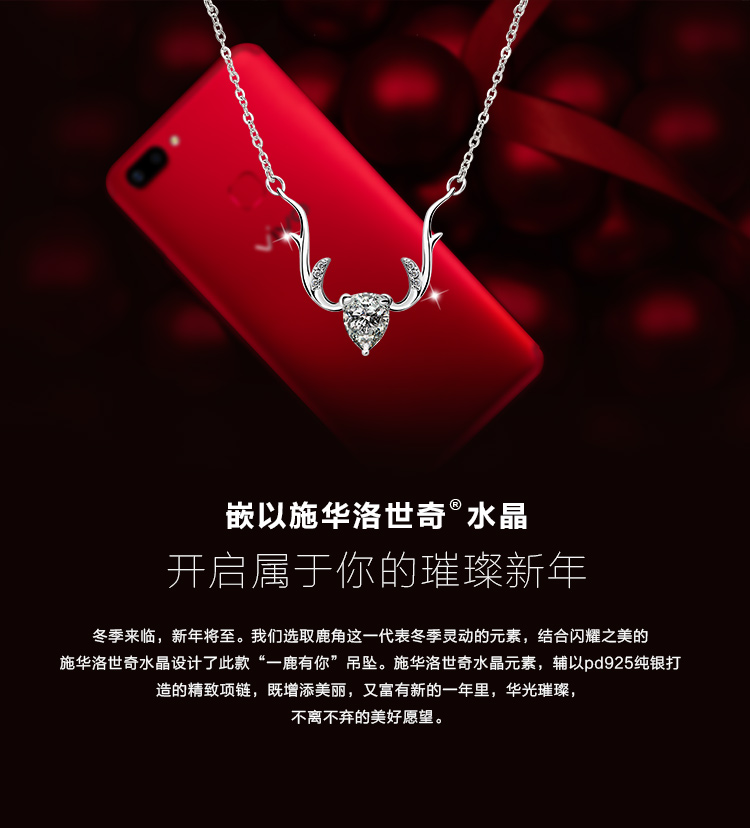 嵌以施华洛世奇®水晶
开启属于你的璀璨新年
冬季来临，新年将至。我们选取鹿角这一代表冬季灵动的元素，结合闪耀之美的
施华洛世奇水晶设计了此款“一鹿有你”吊坠。施华洛世奇水晶元素，辅以pd925纯银打
造的精致项链，既增添美丽，又富有新的一年里，华光璀璨，
不离不弃的美好愿望。